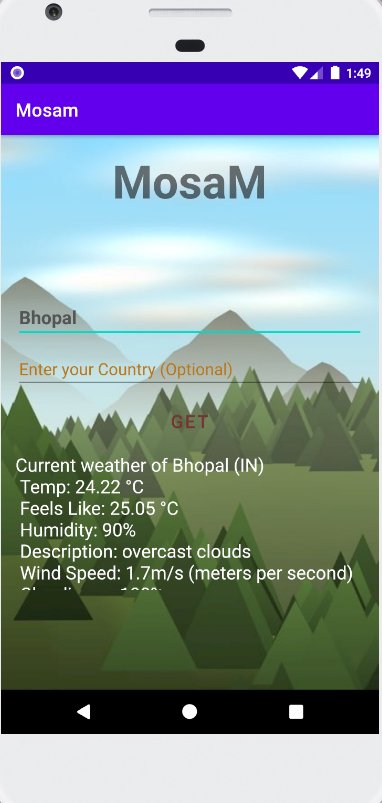 1:49
Mosam
MosaM
Bhopal
Enter your Country (Optional)
GET
Current weather of Bhopal (IN)
Temp: 24.22 °C
Feels Like: 25.05 °C
Humidity: 90%
Description: overcast clouds
Wind Speed: 1.7m/s (meters per second)